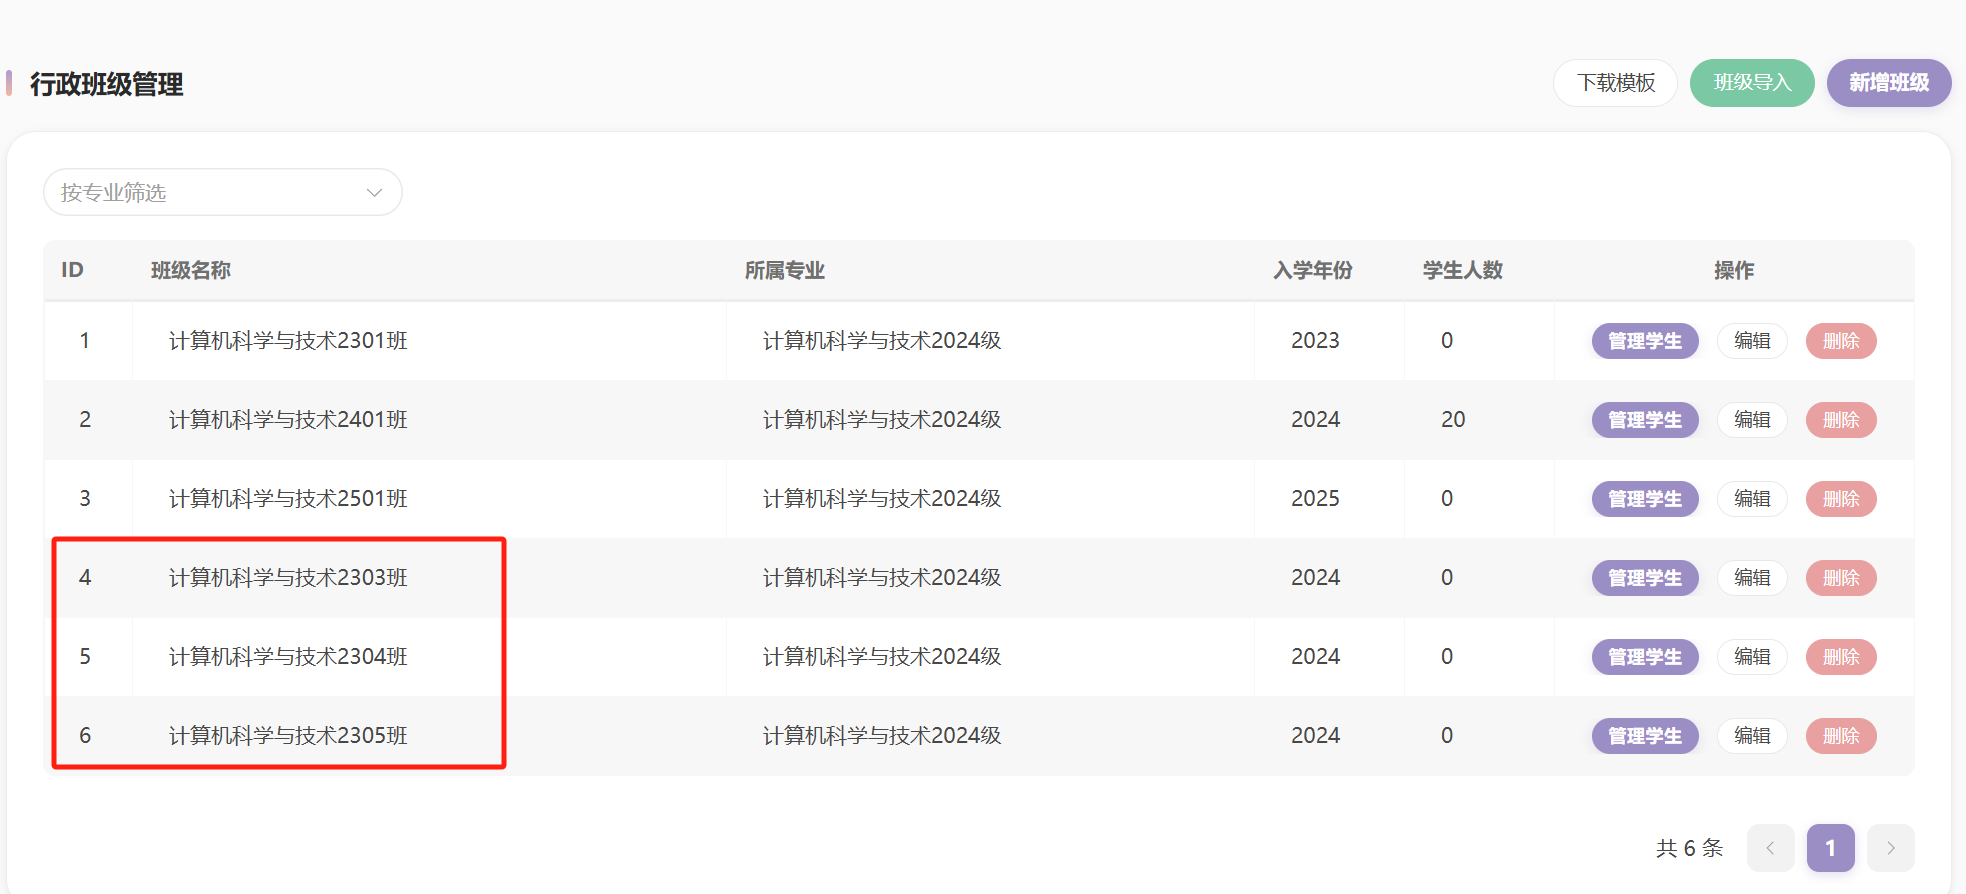 行政班级管理 下载模板 班级导入 新增班级
按专业筛选
ID 班级名称 所属专业 入学年份 学生人数 操作
1 计算机科学与技术2301班 计算机科学与技术2024级 2023 0 管理学生 编辑 删除
2 计算机科学与技术2401班 计算机科学与技术2024级 2024 20 管理学生 编辑 删除
3 计算机科学与技术2501班 计算机科学与技术2024级 2025 0 管理学生 编辑 删除
4 计算机科学与技术2303班 计算机科学与技术2024级 2024 0 管理学生 编辑 删除
5 计算机科学与技术2304班 计算机科学与技术2024级 2024 0 管理学生 编辑 删除
6 计算机科学与技术2305班 计算机科学与技术2024级 2024 0 管理学生 编辑 删除
共 6 条 1